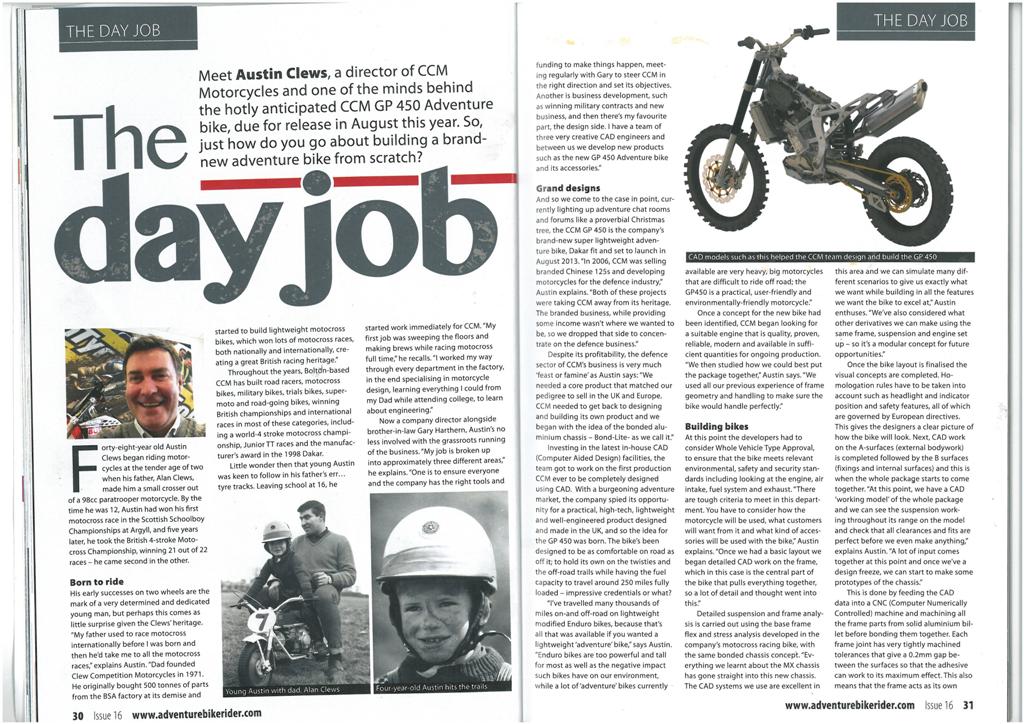 THE DAY JOB
Meet Austin Clews, a director of CCM
Motorcycles and one of the minds behind
the hotly anticipated CCM GP 450 Adventure
bike, due for release in August this year. So,
just how do you go about building a brand-
new adventure bike from scratch?
The
day job
Forty-eight-year old Austin
Clews began riding motor-
cycles at the tender age of two
when his father, Alan Clews,
made him a small crosser out
of a 98cc paratrooper motorcycle. By the
time he was 12, Austin had won his first
motocross race in the Scottish Schoolboy
Championships at Argyll, and five years
later, he took the British 4-stroke Moto-
cross Championship, winning 21 out of 22
races – he came second in the other.
Born to ride
His early successes on two wheels are the
mark of a very determined and dedicated
young man, but perhaps this comes as
little surprise given the Clews' heritage.
"My father used to race motocross
internationally before I was born and
then he'd take me to all the motocross
races," explains Austin. "Dad founded
Clew Competition Motorcycles in 1971.
He originally bought 500 tonnes of parts
from the BSA factory at its demise and
started to build lightweight motocross
bikes, which won lots of motocross races,
both nationally and internationally, cre-
ating a great British racing heritage."
Throughout the years, Bolton-based
CCM has built road racers, motocross
bikes, military bikes, trials bikes, super-
moto and road-going bikes, winning
British championships and international
races in most of these categories, includ-
ing a world-4 stroke motocross champi-
onship, Junior TT races and the manufac-
turer's award in the 1998 Dakar.
Little wonder then that young Austin
was keen to follow in his father's err…
tyre tracks. Leaving school at 16, he
started work immediately for CCM. "My
first job was sweeping the floors and
making brews while racing motocross
full time," he recalls. "I worked my way
through every department in the factory,
in the end specialising in motorcycle
design, learning everything I could from
my Dad while attending college, to learn
about engineering."
Now a company director alongside
brother-in-law Gary Harthern, Austin's no
less involved with the grassroots running
of the business. "My job is broken up
into approximately three different areas,"
he explains. "One is to ensure everyone
and the company has the right tools and
Young Austin with dad, Alan Clews
Four-year-old Austin hits the trails
30 Issue 16 www.adventurebikerider.com
THE DAY JOB
funding to make things happen, meet-
ing regularly with Gary to steer CCM in
the right direction and set its objectives.
Another is business development, such
as winning military contracts and new
business, and then there's my favourite
part, the design side. I have a team of
three very creative CAD engineers and
between us we develop new products
such as the new GP 450 Adventure bike
and its accessories."
Grand designs
And so we come to the case in point, cur-
rently lighting up adventure chat rooms
and forums like a proverbial Christmas
tree, the CCM GP 450 is the company's
brand-new super lightweight adven-
ture bike, Dakar fit and set to launch in
August 2013. "In 2006, CCM was selling
branded Chinese 125s and developing
motorcycles for the defence industry,"
Austin explains. "Both of these projects
were taking CCM away from its heritage.
The branded business, while providing
some income wasn't where we wanted to
be, so we dropped that side to concen-
trate on the defence business."
Despite its profitability, the defence
sector of CCM's business is very much
'feast or famine' as Austin says: "We
needed a core product that matched our
pedigree to sell in the UK and Europe.
CCM needed to get back to designing
and building its own product and we
began with the idea of the bonded alu-
minium chassis – Bond-Lite- as we call it."
Investing in the latest in-house CAD
(Computer Aided Design) facilities, the
team got to work on the first production
CCM ever to be completely designed
using CAD. With a burgeoning adventure
market, the company spied its opportu-
nity for a practical, high-tech, lightweight
and well-engineered product designed
and made in the UK, and so the idea for
the GP 450 was born. The bike's been
designed to be as comfortable on road as
off it; to hold its own on the twisties and
the off-road trails while having the fuel
capacity to travel around 250 miles fully
loaded – impressive credentials or what?
"I've travelled many thousands of
miles on-and off-road on lightweight
modified Enduro bikes, because that's
all that was available if you wanted a
lightweight 'adventure' bike," says Austin.
"Enduro bikes are too powerful and tall
for most as well as the negative impact
such bikes have on our environment,
while a lot of 'adventure' bikes currently
CAD models such as this helped the CCM team design and build the GP 450
available are very heavy, big motorcycles
that are difficult to ride off road; the
GP450 is a practical, user-friendly and
environmentally-friendly motorcycle."
Once a concept for the new bike had
been identified, CCM began looking for
a suitable engine that is quality, proven,
reliable, modern and available in suffi-
cient quantities for ongoing production.
"We then studied how we could best put
the package together," Austin says. "We
used all our previous experience of frame
geometry and handling to make sure the
bike would handle perfectly."
Building bikes
At this point the developers had to
consider Whole Vehicle Type Approval,
to ensure that the bike meets relevant
environmental, safety and security stan-
dards including looking at the engine, air
intake, fuel system and exhaust. "There
are tough criteria to meet in this depart-
ment. You have to consider how the
motorcycle will be used, what customers
will want from it and what kind of acces-
sories will be used with the bike," Austin
explains. "Once we had a basic layout we
began detailed CAD work on the frame,
which in this case is the central part of
the bike that pulls everything together,
so a lot of detail and thought went into
this."
Detailed suspension and frame analy-
sis is carried out using the base frame
flex and stress analysis developed in the
company's motocross racing bike, with
the same bonded chassis concept. "Ev-
erything we learnt about the MX chassis
has gone straight into this new chassis.
The CAD systems we use are excellent in
this area and we can simulate many dif-
ferent scenarios to give us exactly what
we want while building in all the features
we want the bike to excel at," Austin
enthuses. "We've also considered what
other derivatives we can make using the
same frame, suspension and engine set
up – so it's a modular concept for future
opportunities."
Once the bike layout is finalised the
visual concepts are completed. Ho-
mologation rules have to be taken into
account such as headlight and indicator
position and safety features, all of which
are governed by European directives.
This gives the designers a clear picture of
how the bike will look. Next, CAD work
on the A-surfaces (external bodywork)
is completed followed by the B surfaces
(fixings and internal surfaces) and this is
when the whole package starts to come
together. "At this point, we have a CAD
'working model' of the whole package
and we can see the suspension work-
ing throughout its range on the model
and check that all clearances and fits are
perfect before we even make anything,"
explains Austin. "A lot of input comes
together at this point and once we've a
design freeze, we can start to make some
prototypes of the chassis."
This is done by feeding the CAD
data into a CNC (Computer Numerically
Controlled) machine and machining all
the frame parts from solid aluminium bil-
let before bonding them together. Each
frame joint has very tightly machined
tolerances that give a 0.2mm gap be-
tween the surfaces so that the adhesive
can work to its maximum effect. This also
means that the frame acts as its own
www.adventurebikerider.com Issue 16 31